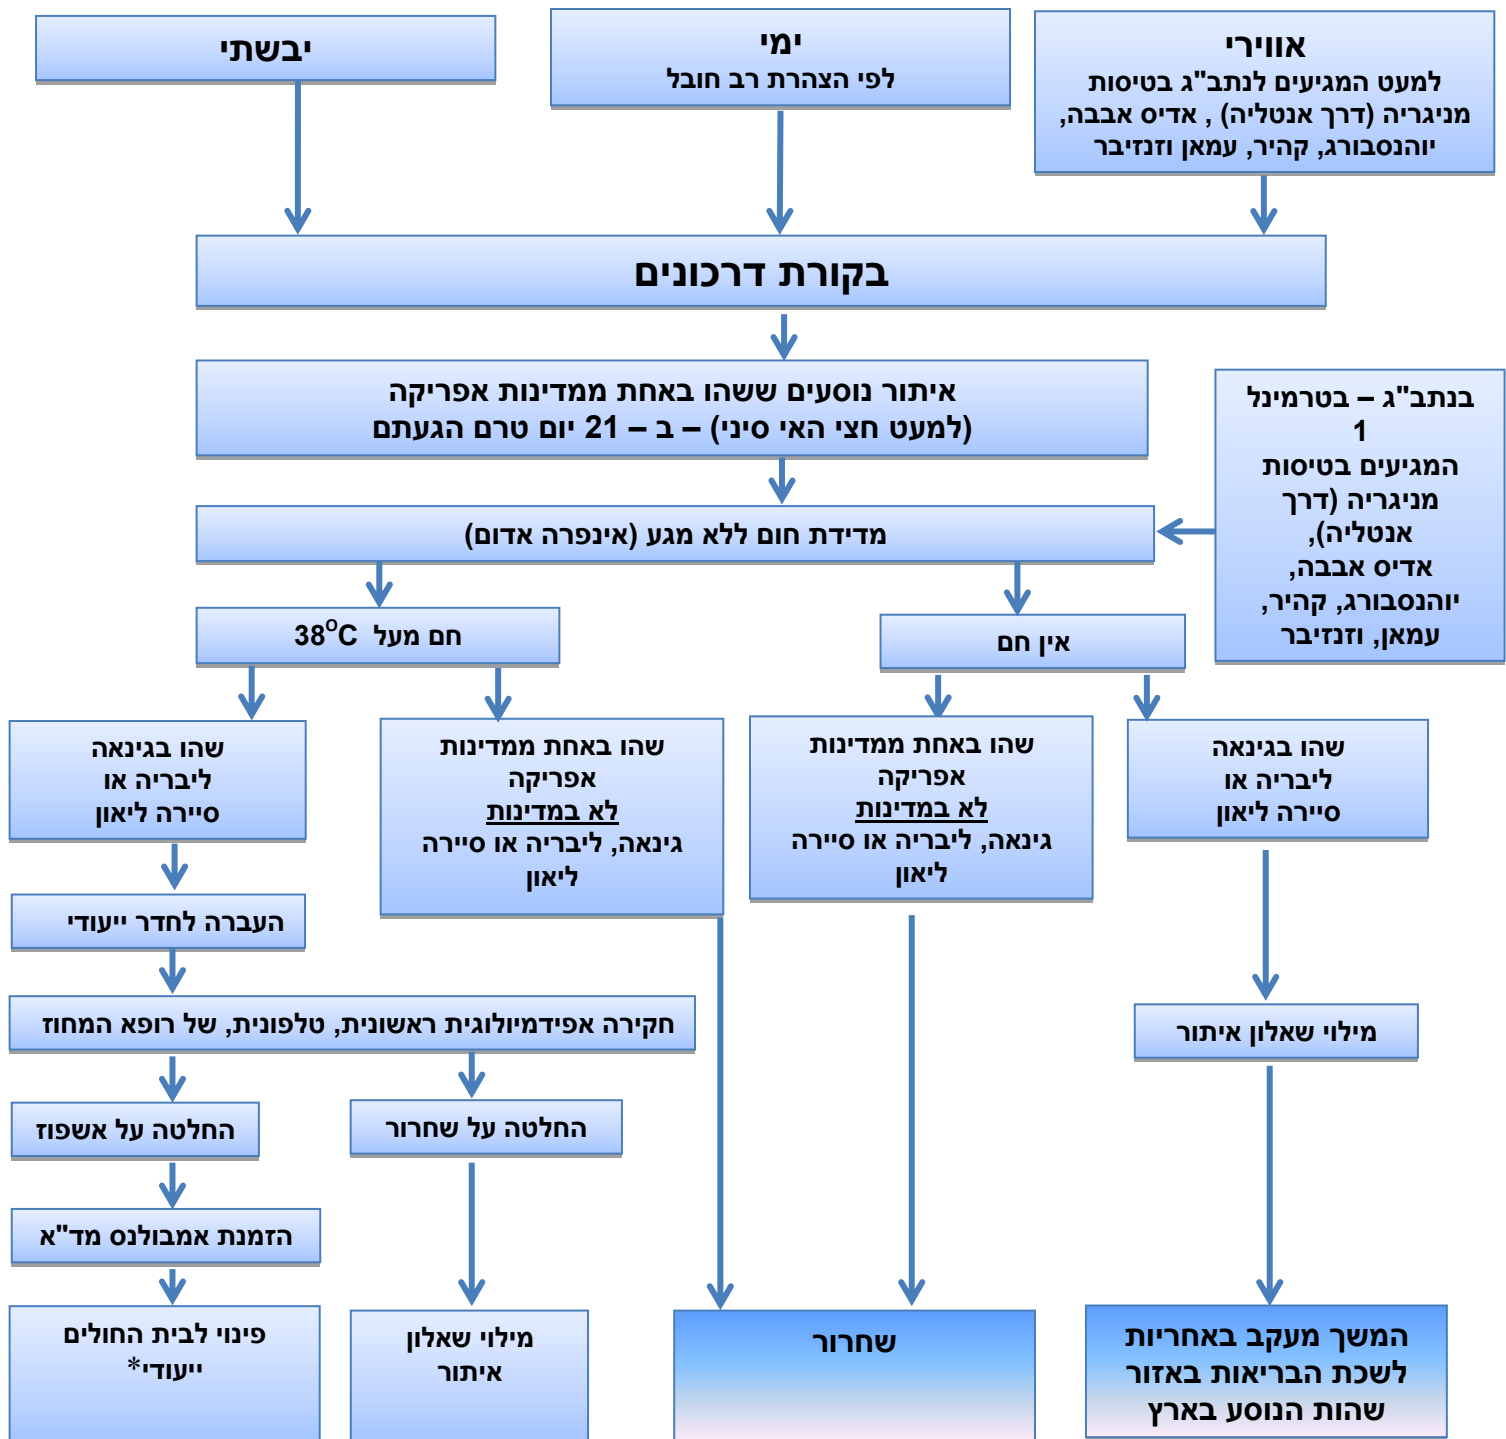 אווירי
למעט המגיעים לנתב"ג בטיסות
מניגריה (דרך אנטליה) , אדיס אבבה,
יוהנסבורג, קהיר, עמאן וזנזיבר
ימי
לפי הצהרת רב חובל
יבשתי
בקורת דרכונים
איתור נוסעים ששהו באחת ממדינות אפריקה
(למעט חצי האי סיני) – ב – 21 יום טרם הגעתם
בנתב"ג – בטרמינל
1
המגיעים בטיסות
מניגריה (דרך
אנטליה),
אדיס אבבה,
יוהנסבורג, קהיר,
עמאן, וזנזיבר
מדידת חום ללא מגע (אינפרה אדום)
אין חם
חם מעל 38°C
שהו בגינאה
ליבריה או
סיירה ליאון
שהו באחת ממדינות
אפריקה
לא במדינות
גינאה, ליבריה או סיירה
ליאון
שהו באחת ממדינות
אפריקה
לא במדינות
גינאה, ליבריה או סיירה
ליאון
שהו בגינאה
ליבריה או
סיירה ליאון
העברה לחדר ייעודי
חקירה אפידמיולוגית ראשונית, טלפונית, של רופא המחוז
מילוי שאלון איתור
החלטה על שחרור
החלטה על אשפוז
הזמנת אמבולנס מד"א
המשך מעקב באחריות
לשכת הבריאות באזור
שהות הנוסע בארץ
שחרור
מילוי שאלון
איתור
פינוי לבית החולים
ייעודי*